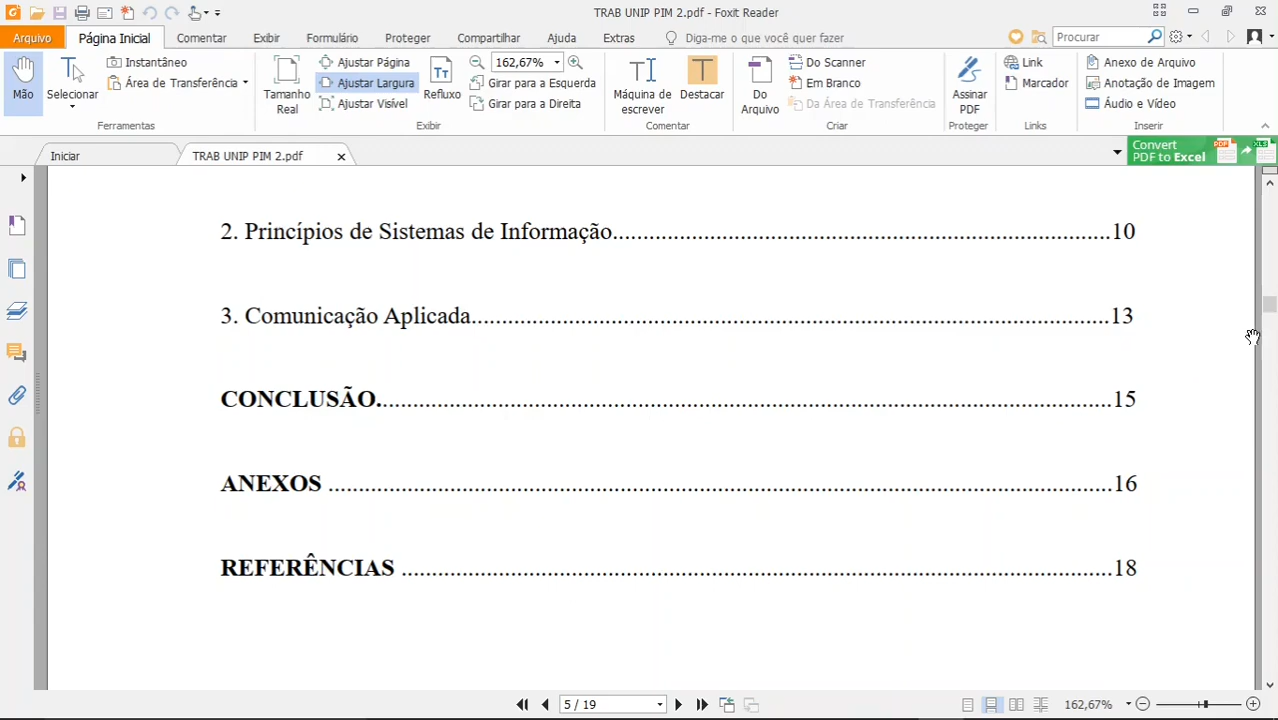 TRAB UNIP PIM 2.pdf - Foxit Reader
Arquivo Página Inicial Comentar Exibir Formulário Proteger Compartilhar Ajuda Extras Diga-me o que você quer fazer Procurar
Mão
Selecionar
Instantâneo
Área de Transferência
Ferramentas
Tamanho
Real
Ajustar Página
Ajustar Largura
Ajustar Visível
Refluxo
162,67%
Girar para a Esquerda
Girar para a Direita
Exibir
Máquina de
escrever
Destacar
Comentar
Do
Arquivo
Do Scanner
Em Branco
Da Área de Transferência
Criar
Assinar
PDF
Proteger
Link
Marcador
Links
Anexo de Arquivo
Anotação de Imagem
Áudio e Vídeo
Inserir
Iniciar
TRAB UNIP PIM 2.pdf
Convert
PDF to Excel
PDF
XLS
2. Princípios de Sistemas de Informação...................................................................................10
3. Comunicação Aplicada..........................................................................................................13
CONCLUSÃO.........................................................................................................................15
ANEXOS ..................................................................................................................................16
REFERÊNCIAS ......................................................................................................................18
5 / 19
162,67%